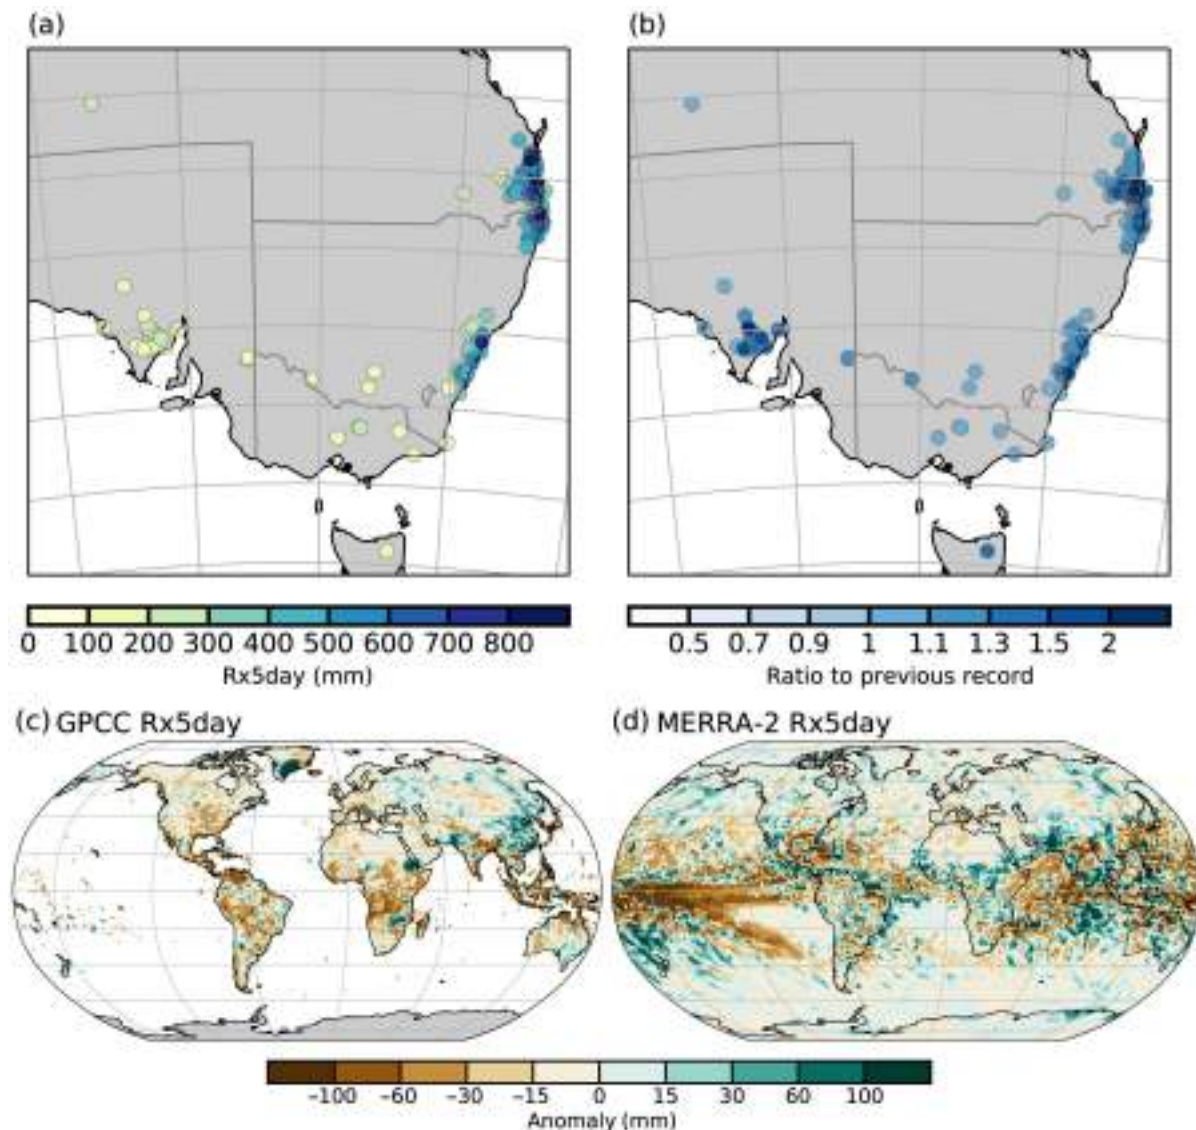 (a)
(b)
0 100 200 300 400 500 600 700 800
Rx5day (mm)
0.5 0.7 0.9 1 1.1 1.3 1.5 2
Ratio to previous record
(c) GPCC Rx5day
(d) MERRA-2 Rx5day
−100 −60 −30 −15 0 15 30 60 100
Anomaly (mm)